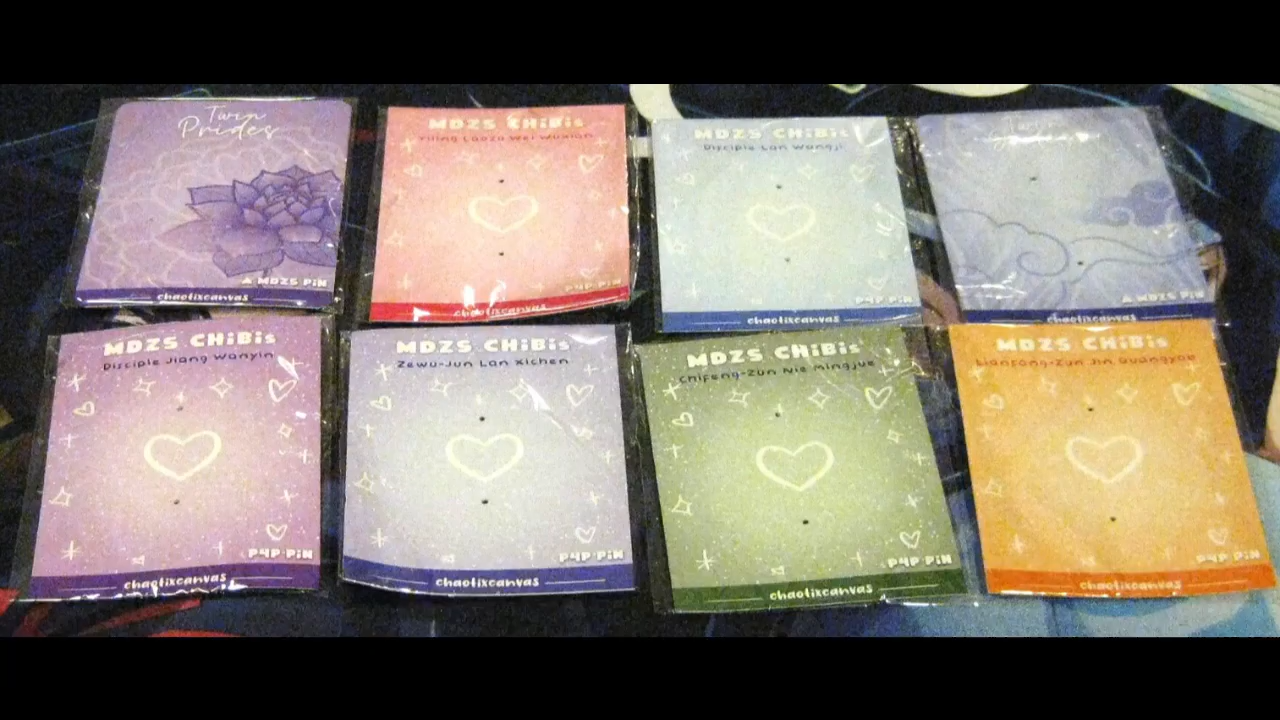 Twin
Prides
A MDZS PiN
chaotixcanvas
MDZS CHiBis
Yiling Laozu Wei Wuxian
P4P PiN
chaotixcanvas
MDZS CHiBis
Disciple Lan Wangji
P4P PiN
chaotixcanvas
A MDZS PiN
chaotixcanvas
MDZS CHiBis
Disciple Jiang Wanyin
P4P PiN
chaotixcanvas
MDZS CHiBis
Zewu-Jun Lan Xichen
P4P PiN
chaotixcanvas
MDZS CHiBis
Chifeng-Zun Nie Mingjue
P4P PiN
chaotixcanvas
MDZS CHiBis
Lianfang-Zun Jin Guangyao
P4P PiN
chaotixcanvas